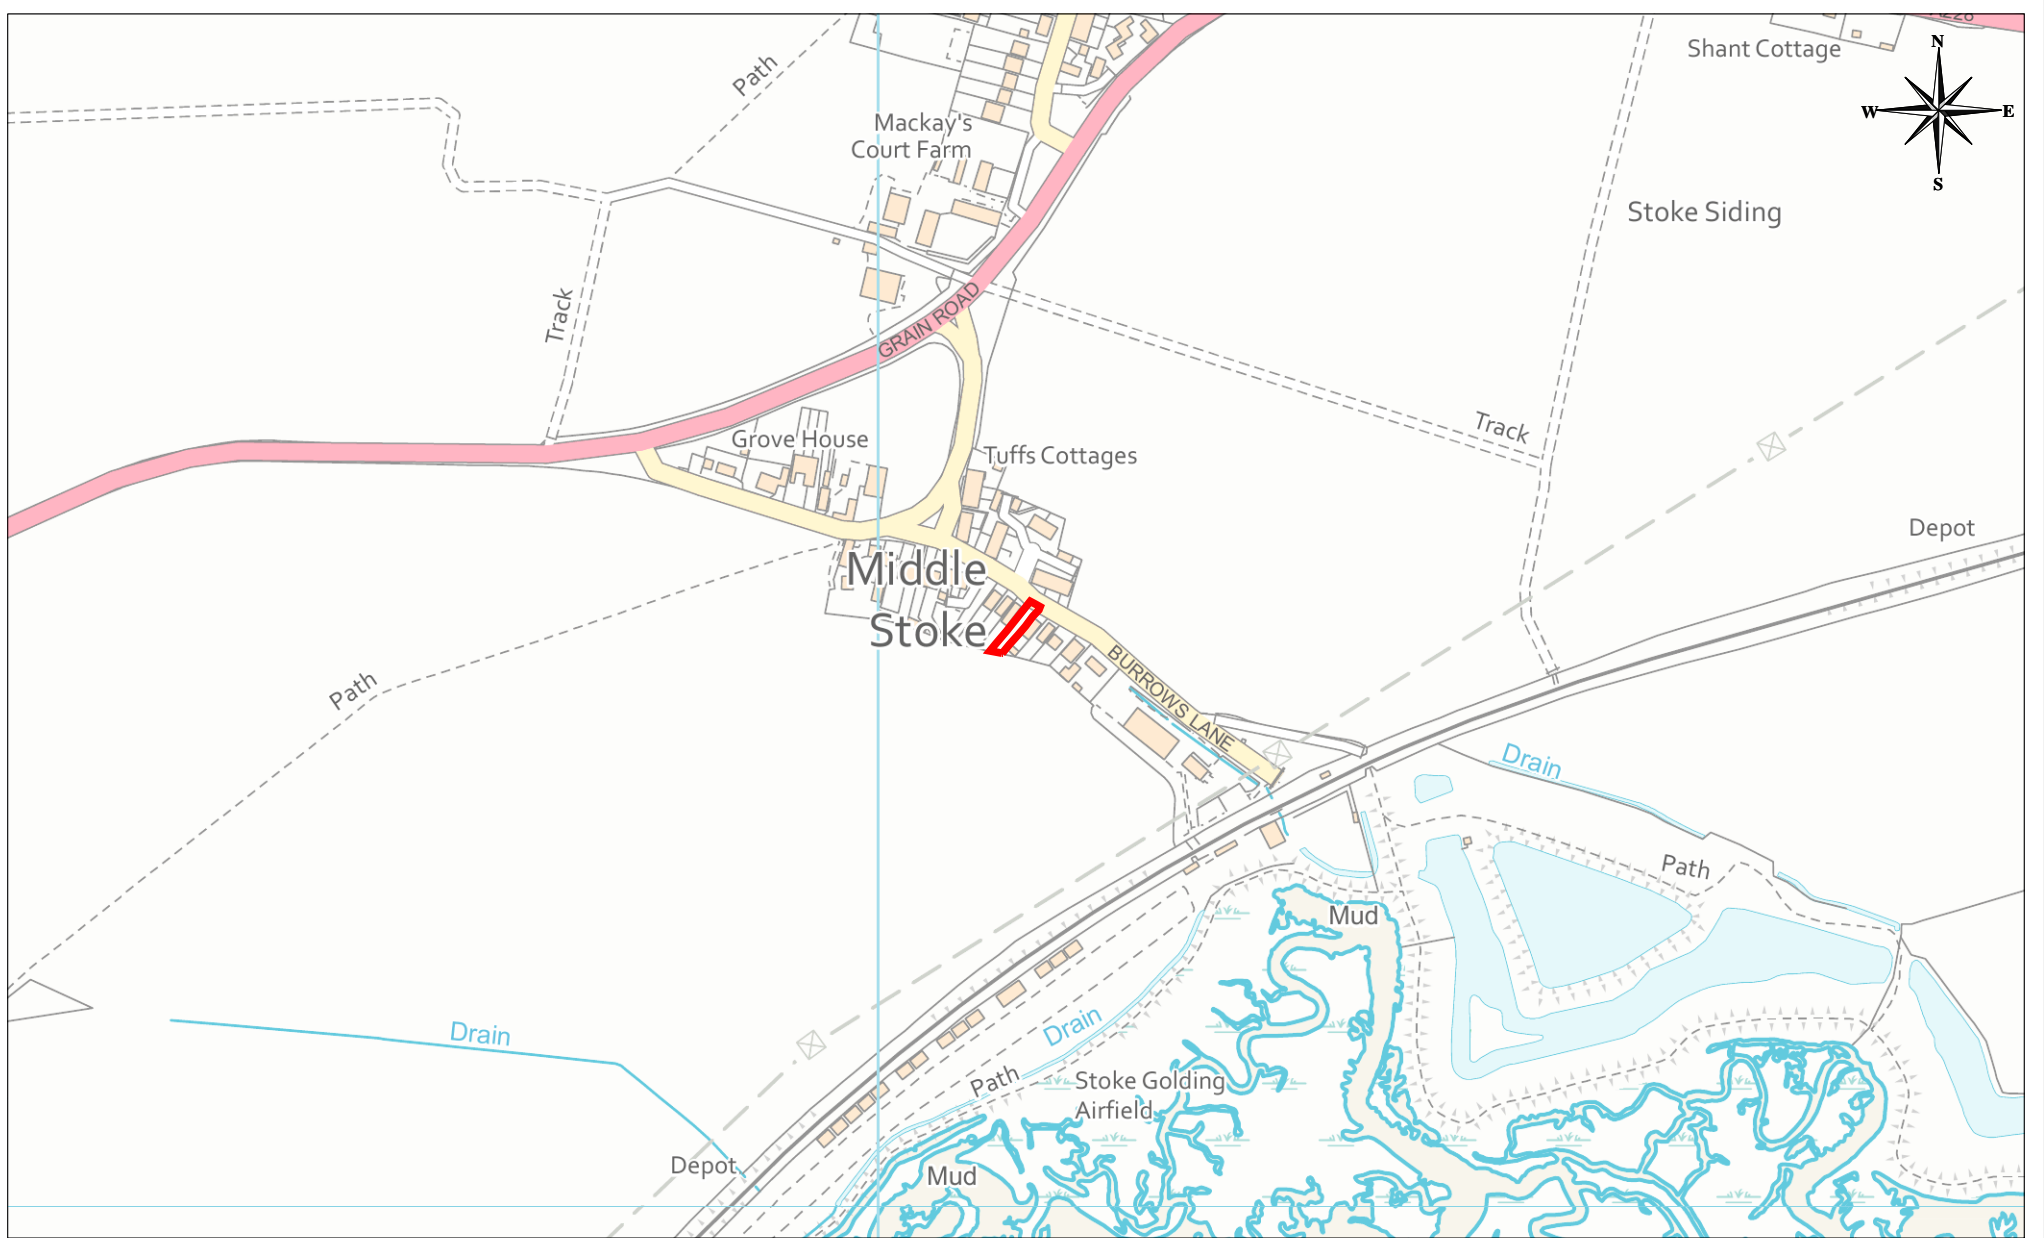 A228
Shant Cottage
N
W
E
S
Path
Mackay's
Court Farm
Stoke Siding
GRAIN ROAD
Track
Track
Grove House
Tuffs Cottages
Depot
Middle
Stoke
Path
BURROWS LANE
Drain
Path
Mud
Drain
Drain
Path
Stoke Golding
Airfield
Depot
Mud